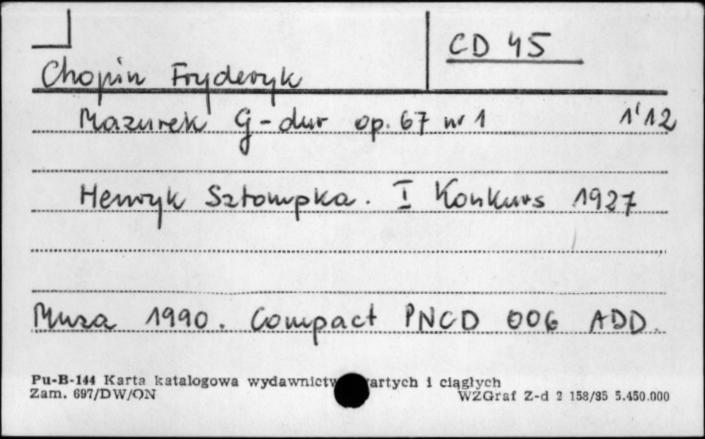 CD 45
Chopin Fryderyk
Mazurek G-dur op. 67 nr 1 1'12
Henryk Sztompka. I Konkurs 1927
Muza 1990. Compact PNCD 006 ADD.
Pu-B-144 Karta katalogowa wydawnictw artych i ciągłych
Zam. 697/DW/ON WZGraf Z-d 2 158/85 5.450.000